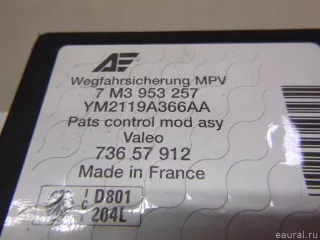 AE
Wegfahrsicherung MPV
7 M3 953 257
YM2119A366AA
Pats control mod asy
Valeo
736 57 912
Made in France
I D801
C 204L
© eaural.ru